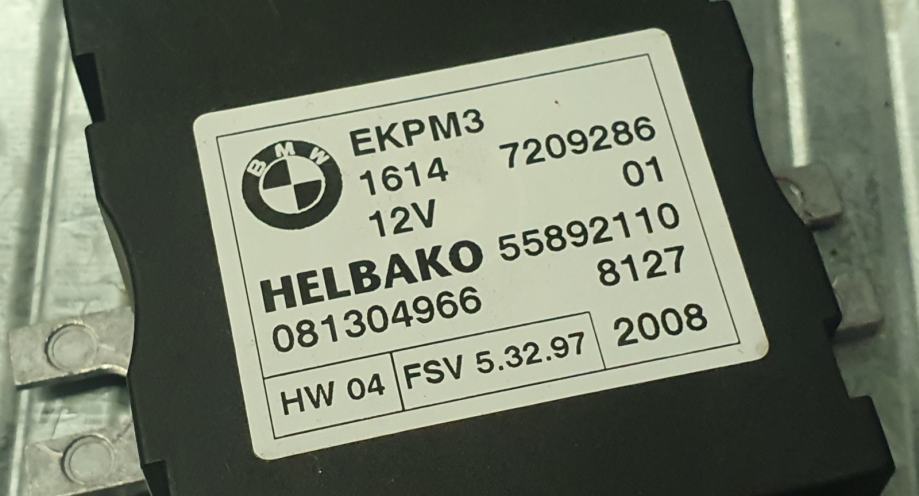 BMW
EKPM3
1614 7209286
12V 01
HELBAKO 55892110
081304966 8127
HW 04 FSV 5.32.97 2008